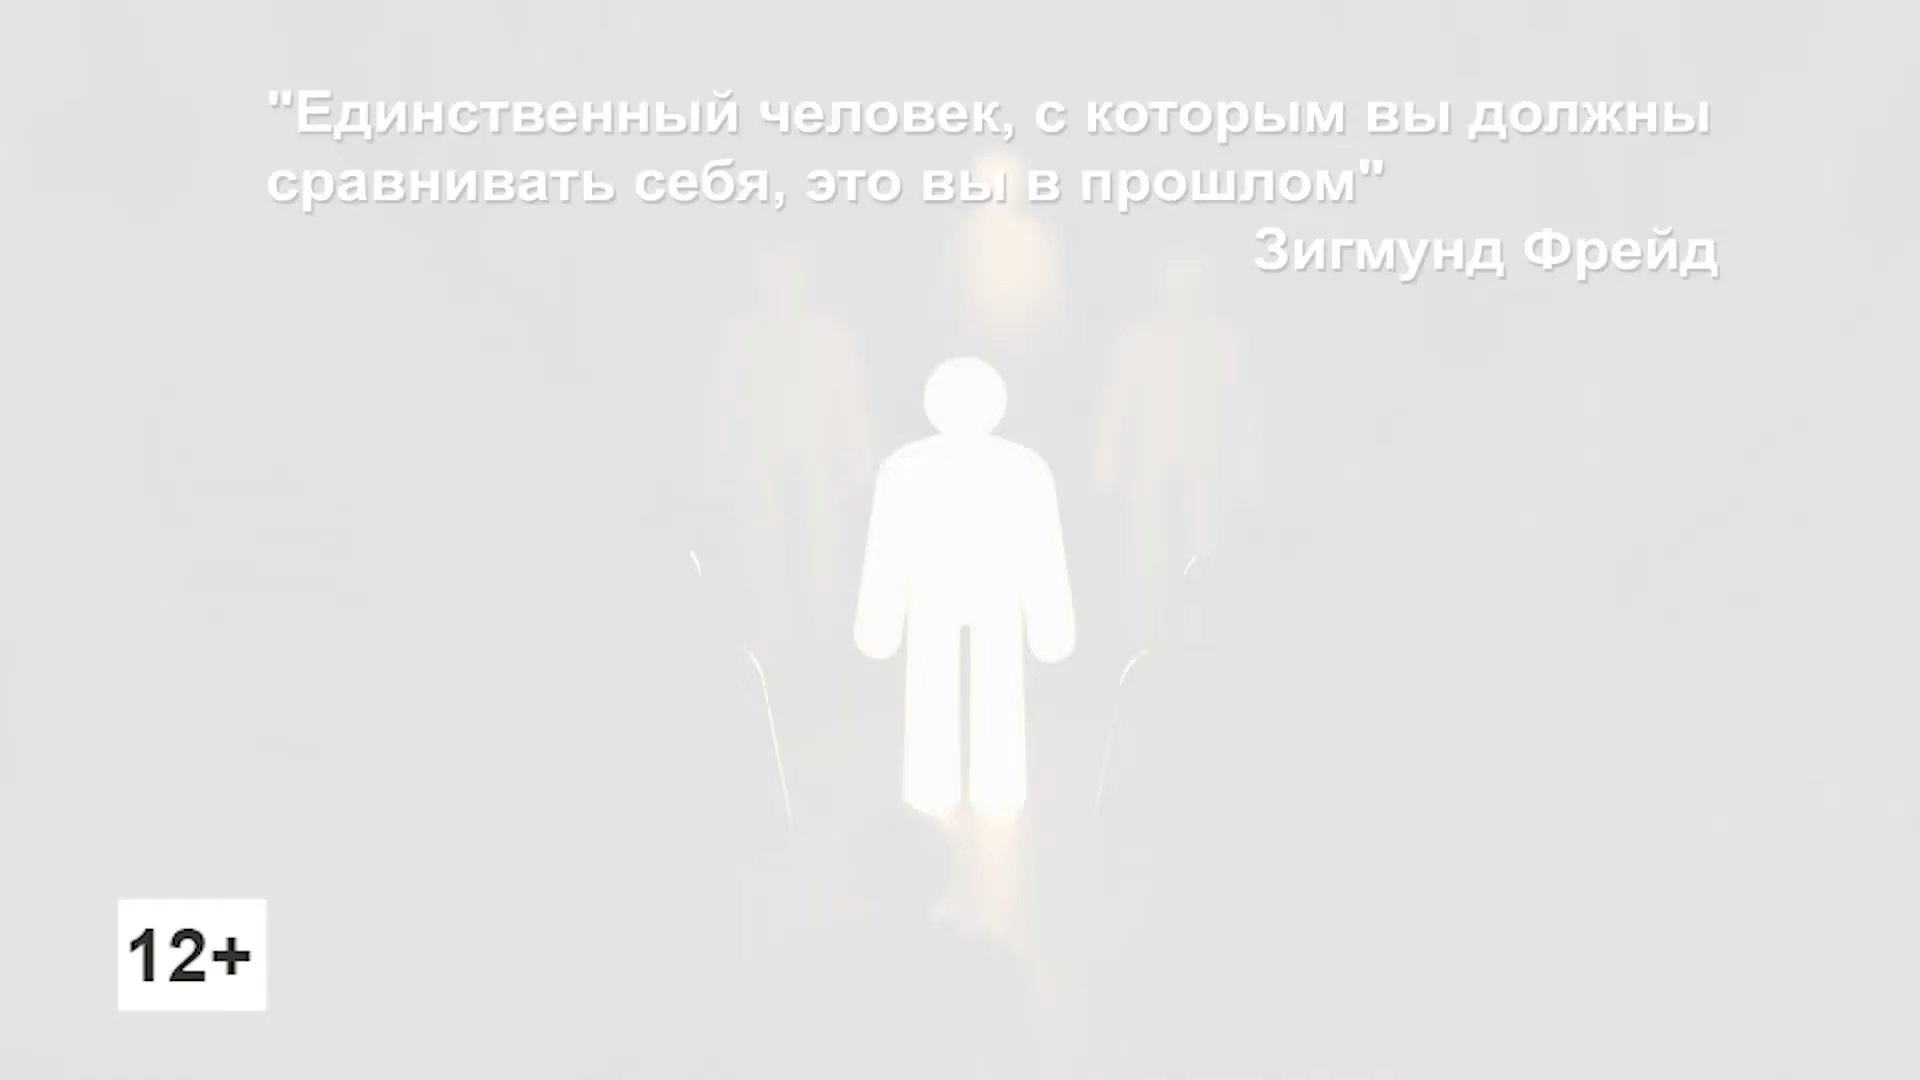 "Единственный человек, с которым вы должны
сравнивать себя, это вы в прошлом"
Зигмунд Фрейд
12+